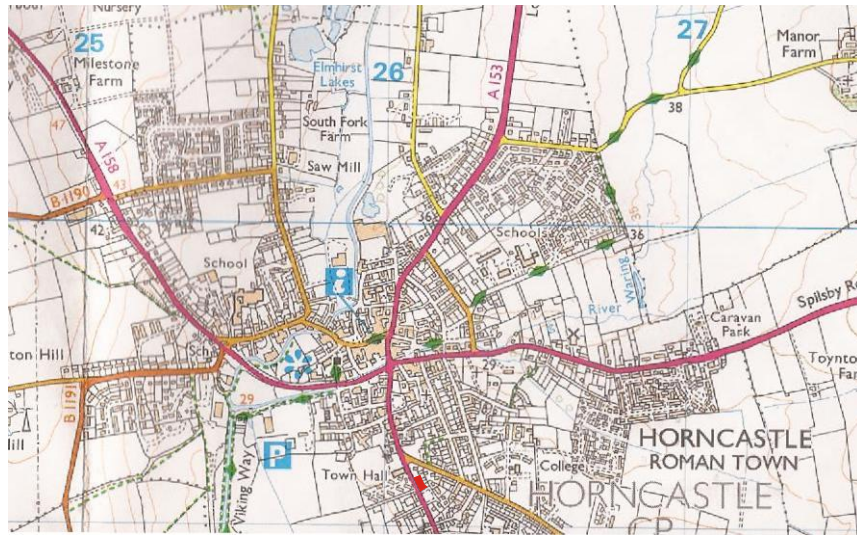 Nursery
25
Milestone
Farm
Elmhirst
Lakes
26
A 153
27
Manor
Farm
38
47
A 158
South Fork
Farm
Saw Mill
B 1190
43
42
36
Schools
36
School
River
Waring
Caravan
Park
Spilsby
ton Hill
B 1191
29
29
HORNCASTLE
ROMAN TOWN
Viking Way
P
Town Hall
College
HORNCASTLE
CP